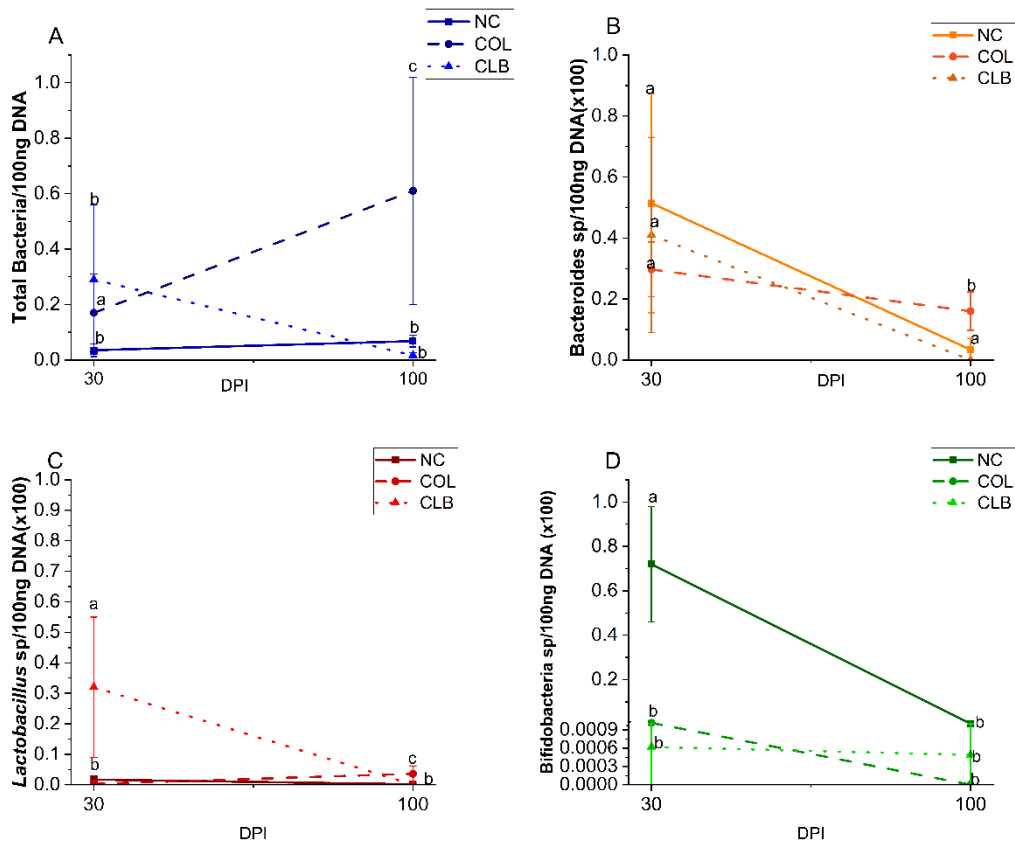 A
NC
COL
CLB
Total Bacteria/100ng DNA
1.0
0.8
0.6
0.4
0.2
0.0
b
a
b
c
b
b
30
100
DPI
B
NC
COL
CLB
Bacteroides sp/100ng DNA(x100)
1.0
0.8
0.6
0.4
0.2
0.0
a
a
a
b
a
30
DPI
100
C
NC
COL
CLB
Lactobacillus sp/100ng DNA(x100)
1.0
0.9
0.8
0.7
0.6
0.5
0.4
0.3
0.2
0.1
0.0
a
b
c
b
30
100
DPI
D
NC
COL
CLB
Bifidobacteria sp/100ng DNA (x100)
1.0
0.8
0.6
0.4
0.2
0.0009
0.0006
0.0003
0.0000
a
b
b
b
b
b
30
100
DPI